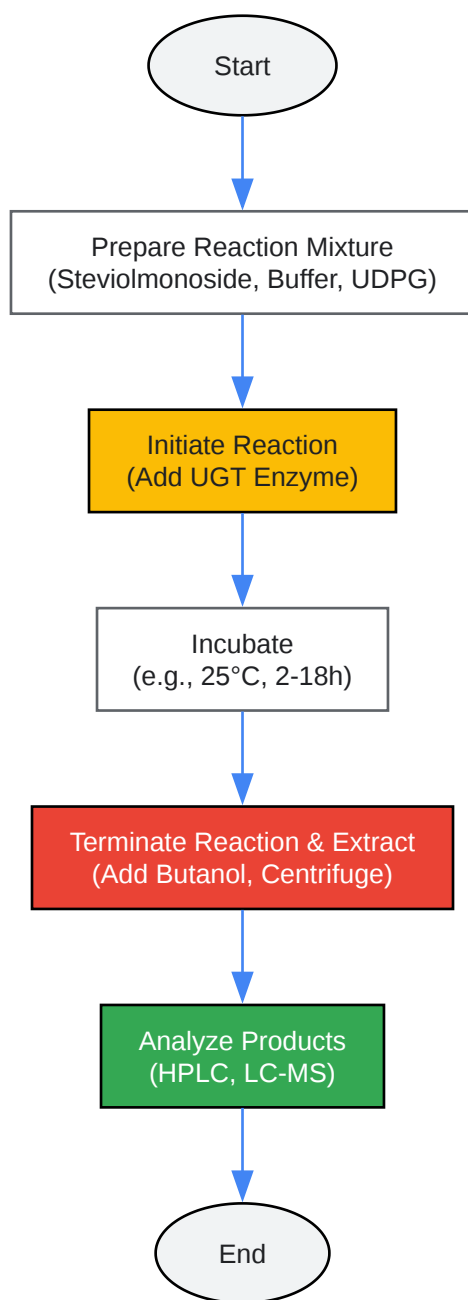 Start
Prepare Reaction Mixture
(Steviolmonoside, Buffer, UDPG)
Initiate Reaction
(Add UGT Enzyme)
Incubate
(e.g., 25°C, 2-18h)
Terminate Reaction & Extract
(Add Butanol, Centrifuge)
Analyze Products
(HPLC, LC-MS)
End